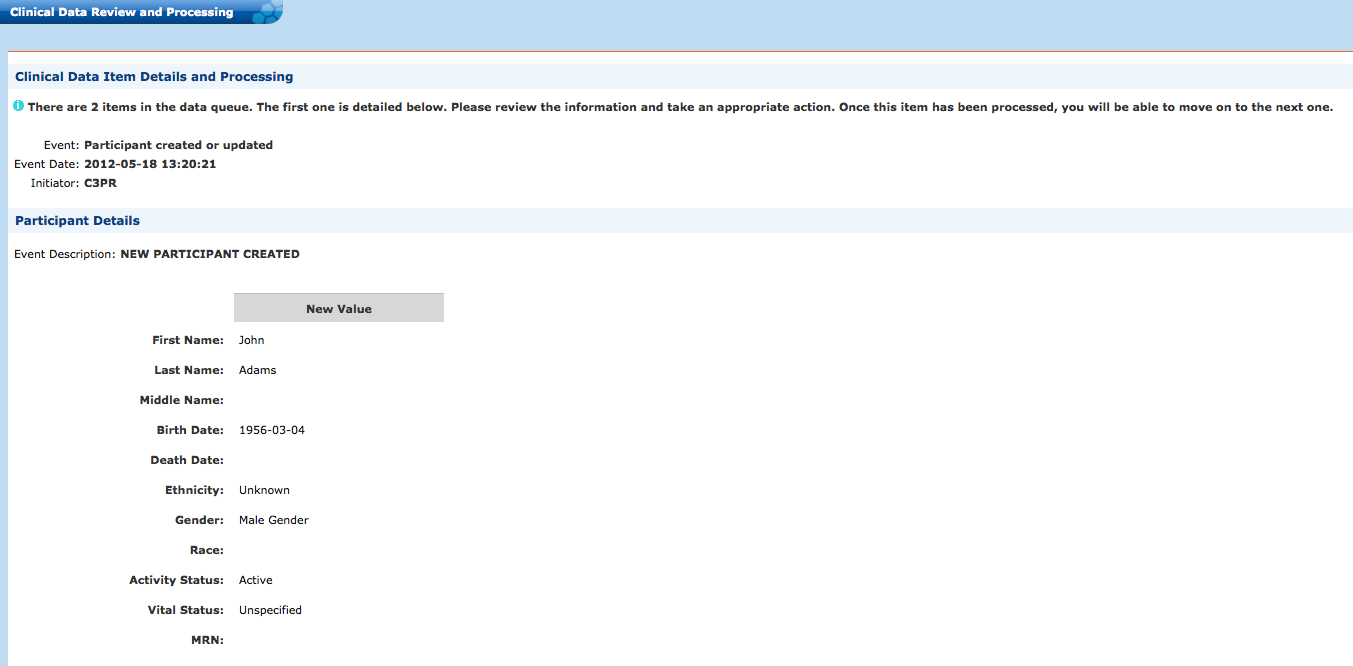 Clinical Data Review and Processing
Clinical Data Item Details and Processing
There are 2 items in the data queue. The first one is detailed below. Please review the information and take an appropriate action. Once this item has been processed, you will be able to move on to the next one.
Event: Participant created or updated
Event Date: 2012-05-18 13:20:21
Initiator: C3PR
Participant Details
Event Description: NEW PARTICIPANT CREATED
New Value
First Name: John
Last Name: Adams
Middle Name:
Birth Date: 1956-03-04
Death Date:
Ethnicity: Unknown
Gender: Male Gender
Race:
Activity Status: Active
Vital Status: Unspecified
MRN: